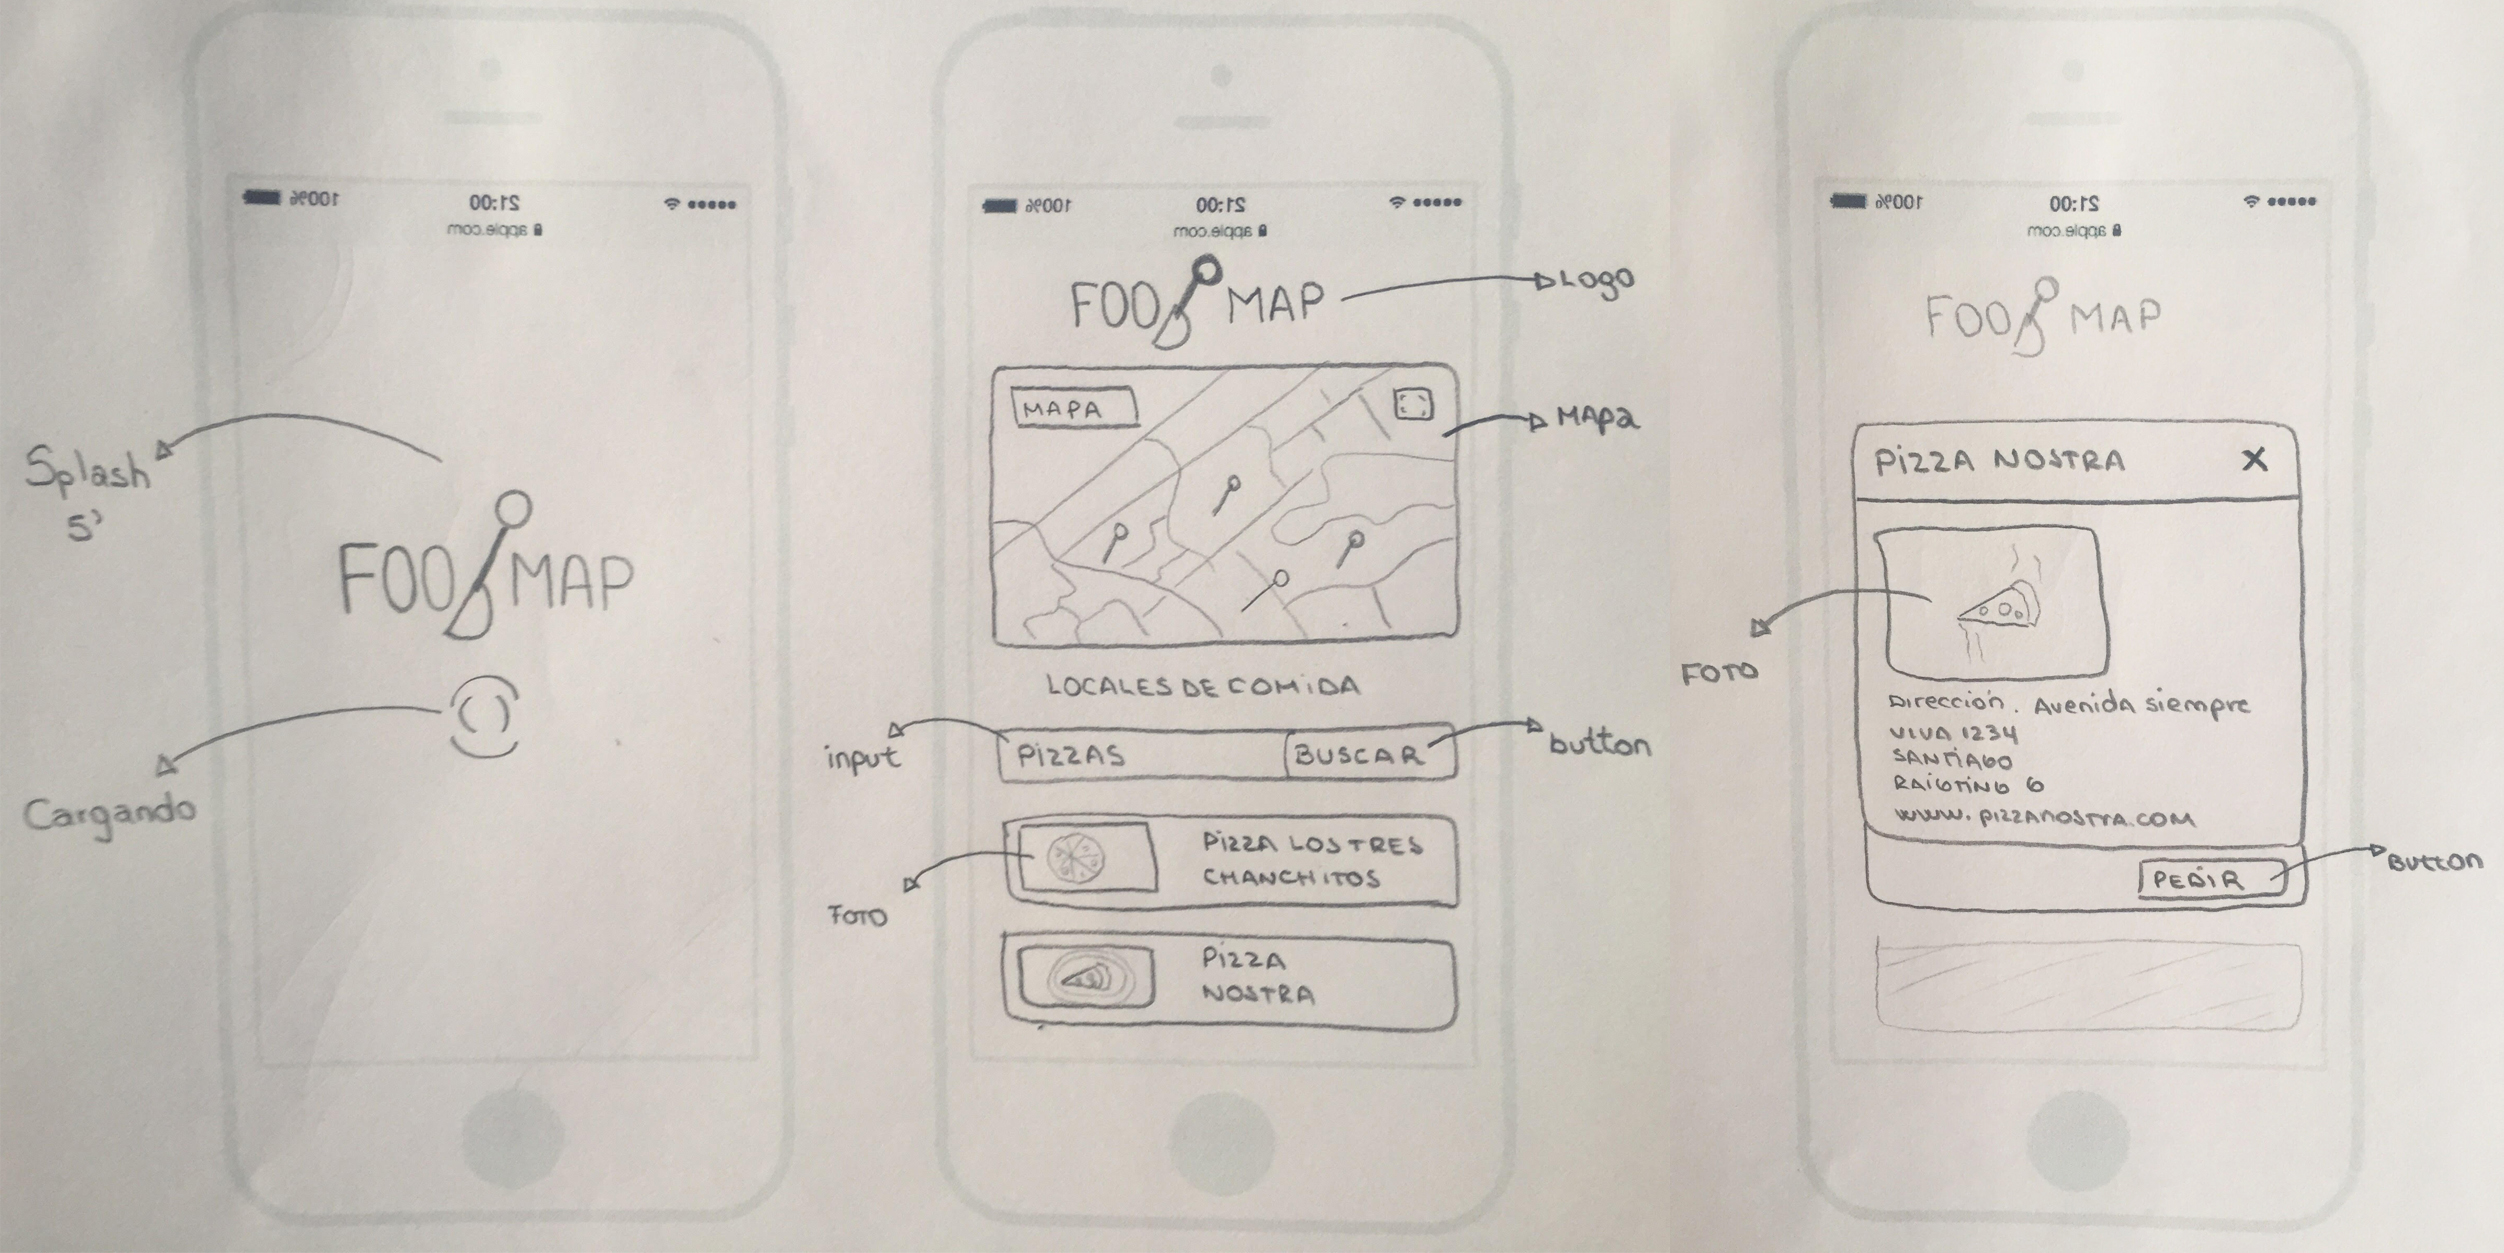 100%
21:00
apple.com
Splash
5'
FOOD MAP
Cargando
100%
21:00
apple.com
FOOD MAP
Logo
MAPA
MApa
LOCALES DE COMiDA
input
PiZZAS
BUSCAR
button
PiZZA LOS TRES
CHANCHiTOS
FOTO
PiZZA
NOSTRA
100%
21:00
apple.com
FOOD MAP
PiZZA NOSTRA X
FOTO
Dirección. Avenida siempre
VIVA 1234
SANTiAGO
RAiGTiNG 6
www.pizzanostra.com
PEDiR
Button